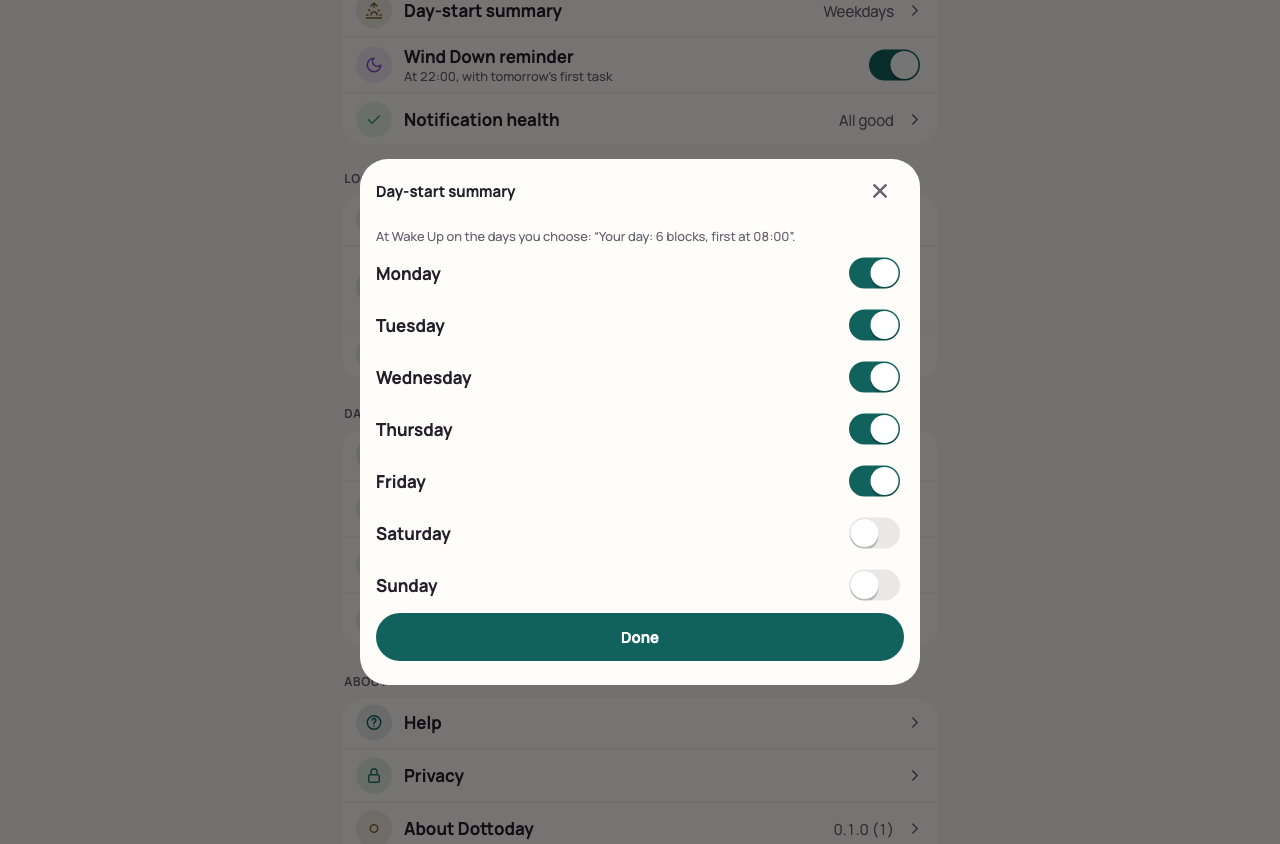 Day-start summary
Weekdays
Wind Down reminder
At 22:00, with tomorrow's first task
Notification health
All good
Day-start summary
At Wake Up on the days you choose: “Your day: 6 blocks, first at 08:00”.
Monday
Tuesday
Wednesday
Thursday
Friday
Saturday
Sunday
Done
Help
Privacy
About Dottoday
0.1.0 (1)